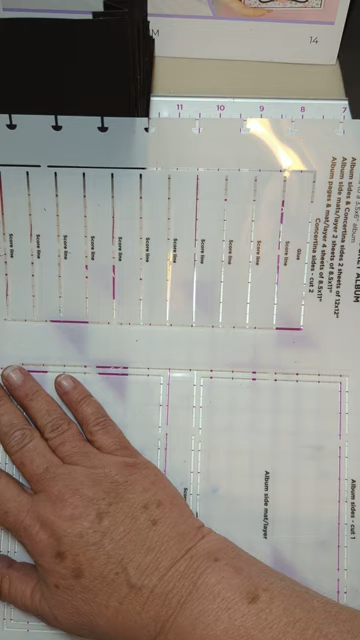 M
14
11
10
9
8
7
ALBUM
Album sides & Concertina sides 2 sheets of 12x12"
Album side mats/layer 2 sheets of 8.5x11"
Album pages & mat/layer 4 sheets of 8.5x11"
Concertina sides - cut 2
Glue
Score line
Score line
Score line
Score line
Score line
Score line
Score line
Score line
Score line
Score line
Album sides - cut 1
Album side mat/layer